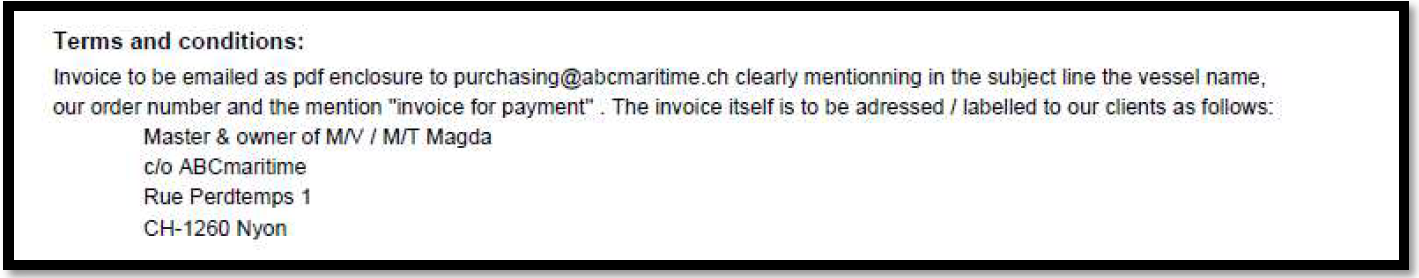 Terms and conditions:
Invoice to be emailed as pdf enclosure to purchasing@abcmaritime.ch clearly mentionning in the subject line the vessel name,
our order number and the mention "invoice for payment" . The invoice itself is to be adressed / labelled to our clients as follows:
Master & owner of M/V / M/T Magda
c/o ABCmaritime
Rue Perdtemps 1
CH-1260 Nyon